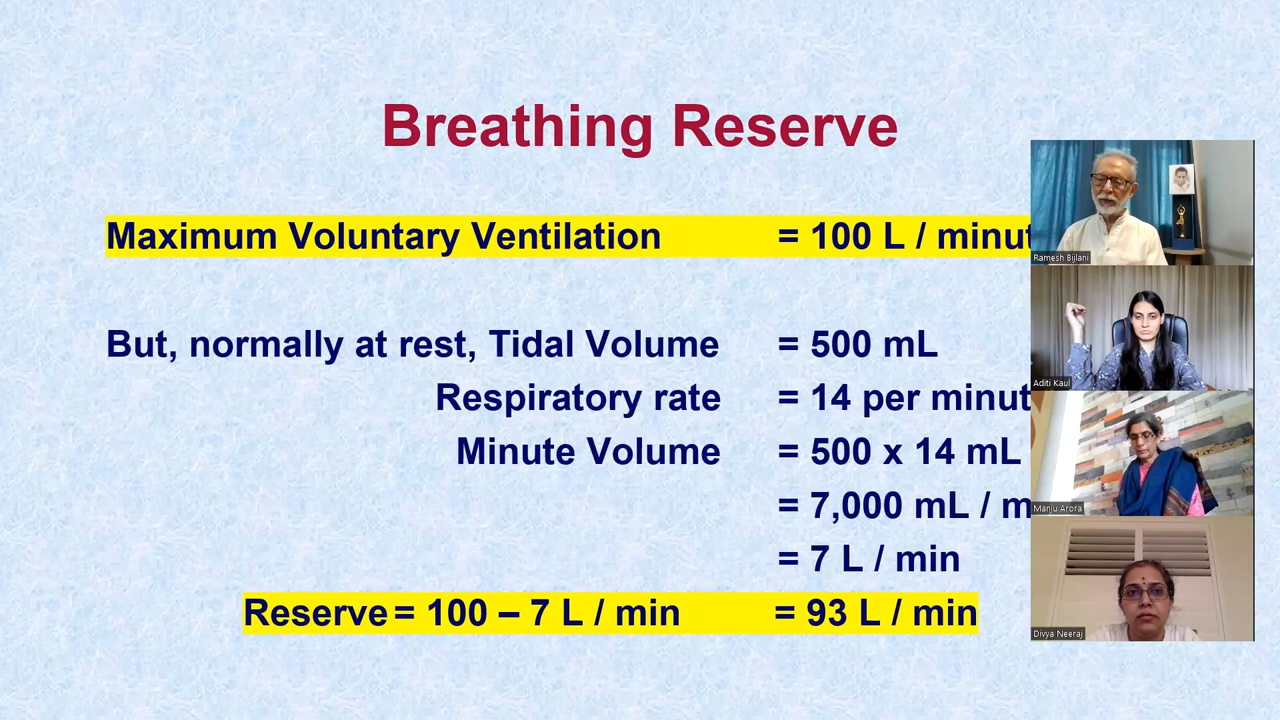 Breathing Reserve
Maximum Voluntary Ventilation = 100 L / minut
But, normally at rest, Tidal Volume = 500 mL
Respiratory rate = 14 per minut
Minute Volume = 500 x 14 mL
= 7,000 mL / m
= 7 L / min
Reserve = 100 – 7 L / min = 93 L / min
Ramesh Bijlani
Aditi Kaul
Manju Arora
Divya Neeraj